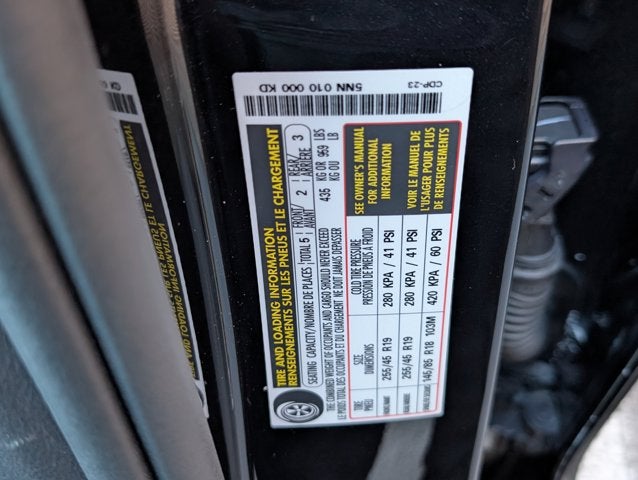 5NN 010 000 KD
CDP-23
TIRE AND LOADING INFORMATION
RENSEIGNEMENTS SUR LES PNEUS ET LE CHARGEMENT
SEATING CAPACITY/NOMBRE DE PLACES TOTAL 5 FRONT/AVANT 2 REAR/ARRIÈRE 3
THE COMBINED WEIGHT OF OCCUPANTS AND CARGO SHOULD NEVER EXCEED 435 KG OR 959 LBS
LE POIDS TOTAL DES OCCUPANTS ET DU CHARGEMENT NE DOIT JAMAIS DÉPASSER KG OU LB
TIRE SIZE COLD TIRE PRESSURE
PNEU DIMENSIONS PRESSION DE PNEUS À FROID
255/45 R19 280 KPA / 41 PSI
255/45 R19 280 KPA / 41 PSI
145/85 R18 103M 420 KPA / 60 PSI
SEE OWNER'S MANUAL
FOR ADDITIONAL
INFORMATION
VOIR LE MANUEL DE
L'USAGER POUR PLUS
DE RENSEIGNEMENTS